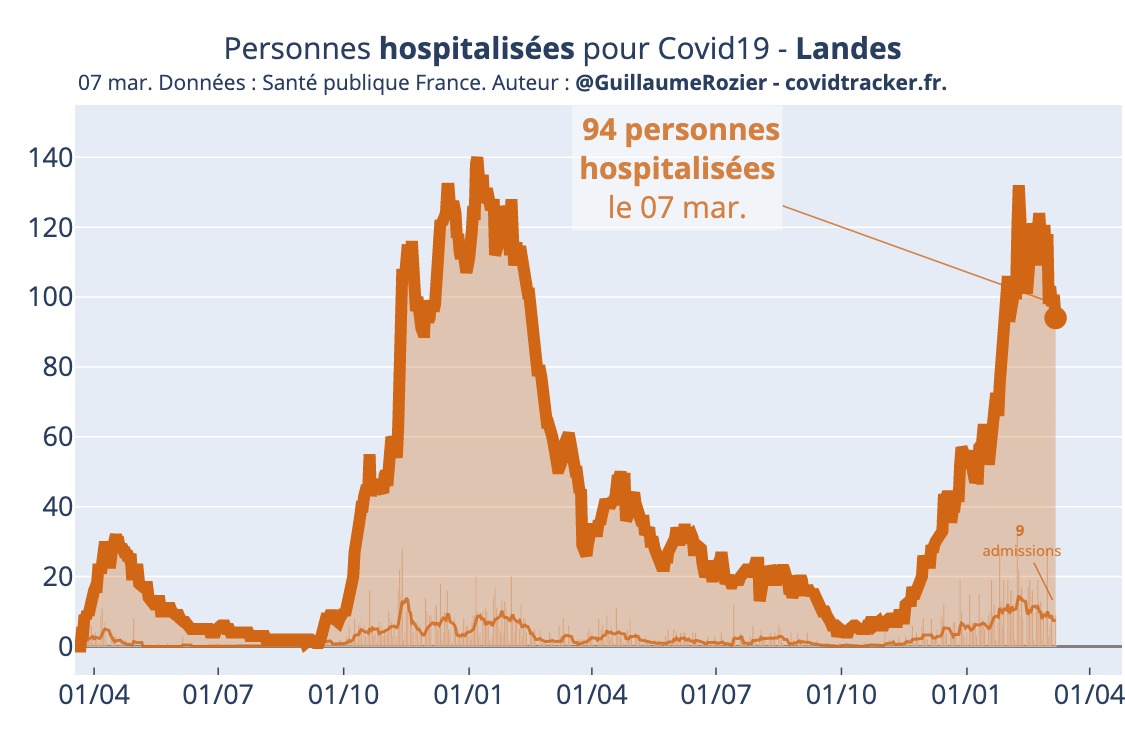 Personnes hospitalisées pour Covid19 - Landes
07 mar. Données : Santé publique France. Auteur : @GuillaumeRozier - covidtracker.fr.
94 personnes
hospitalisées
le 07 mar.
140
120
100
80
60
40
20
0
9
admissions
01/04 01/07 01/10 01/01 01/04 01/07 01/10 01/01 01/04